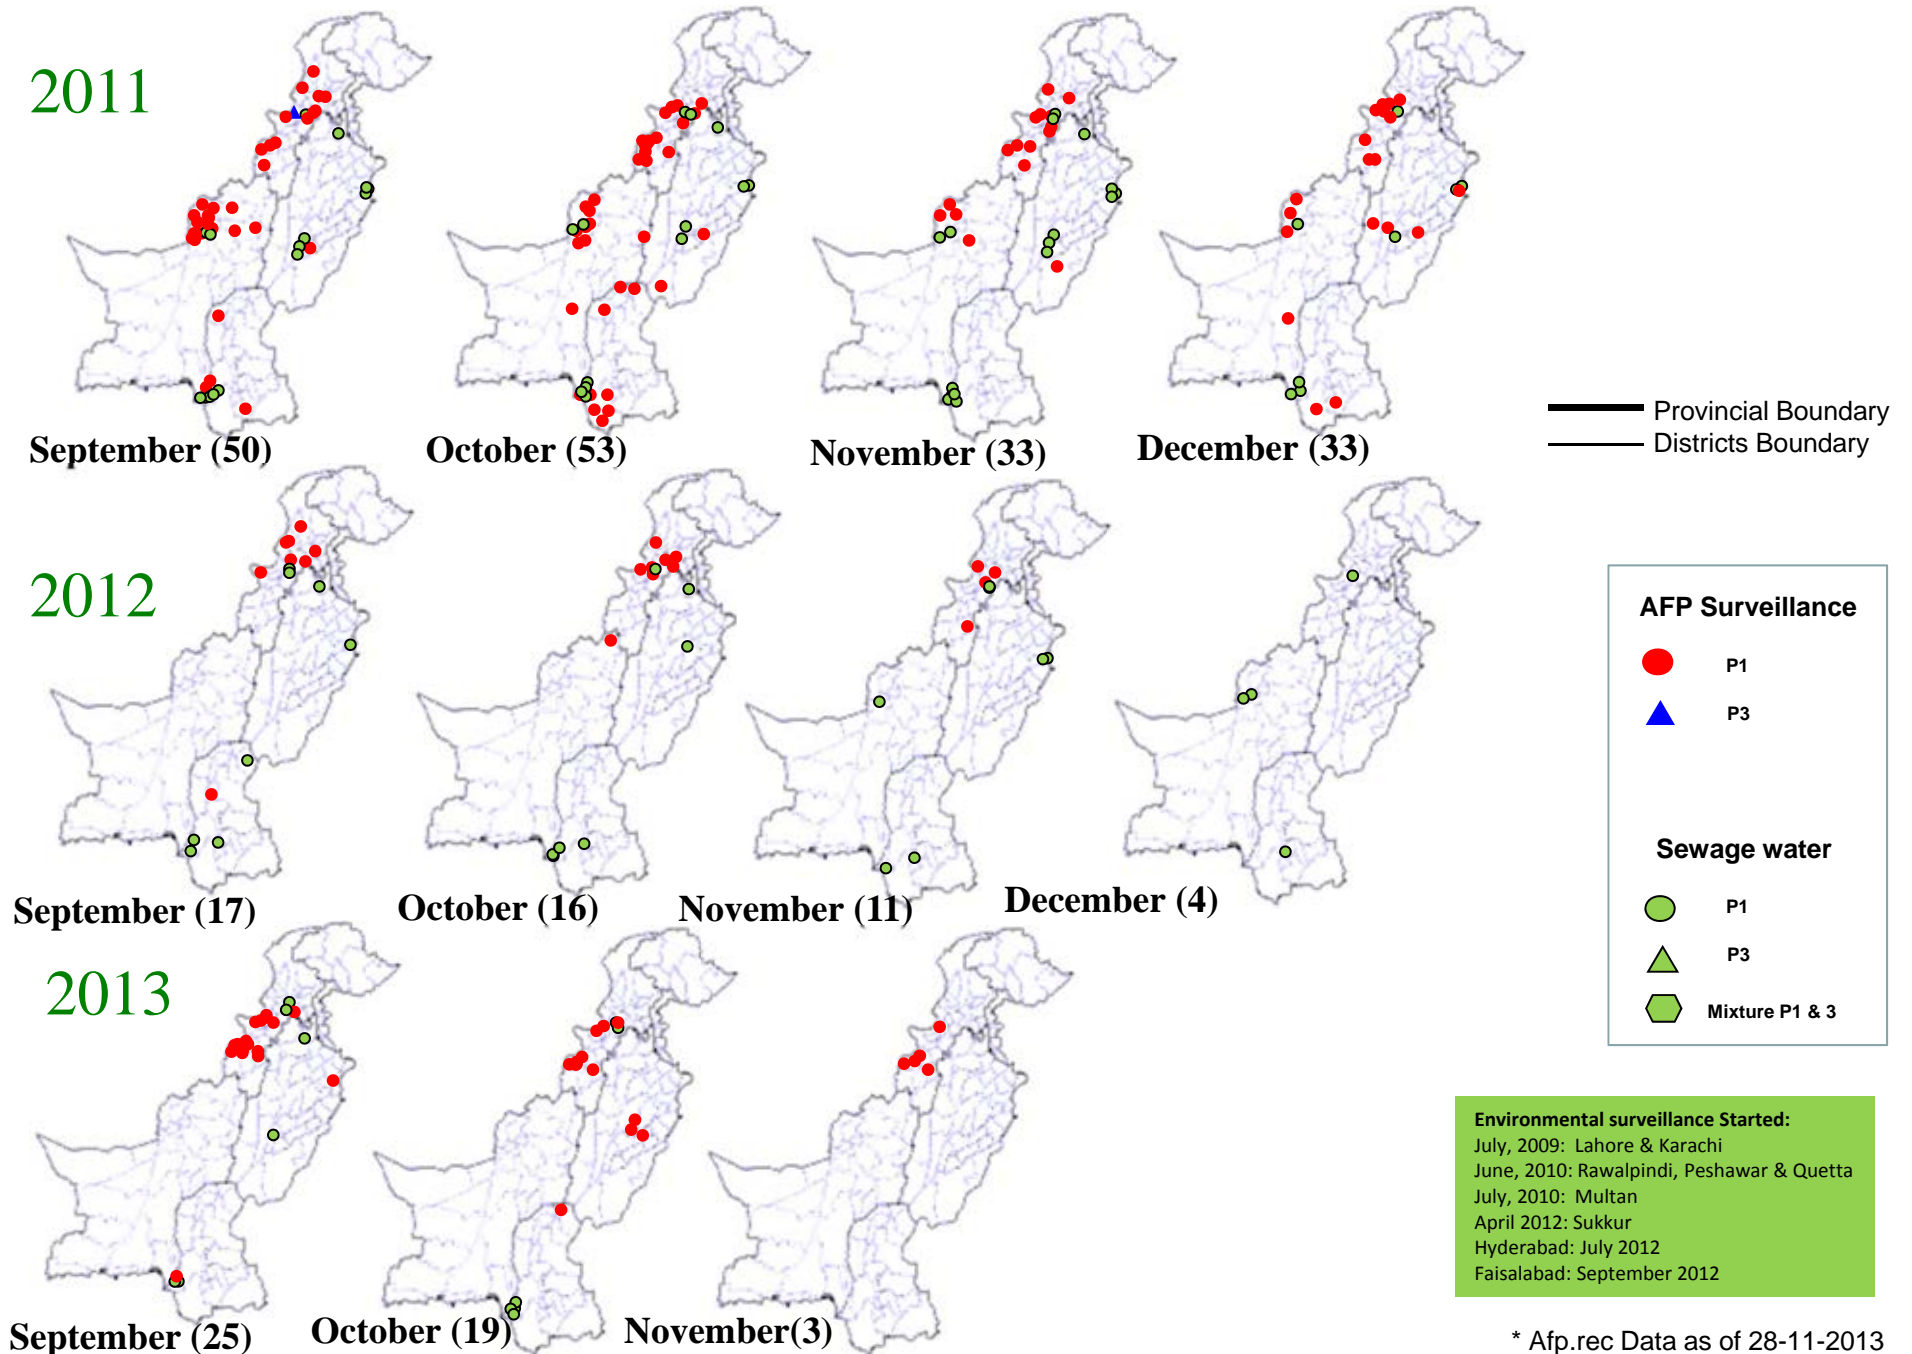 2011
September (50)
October (53)
November (33)
December (33)
Provincial Boundary
Districts Boundary
2012
September (17)
October (16)
November (11)
December (4)
AFP Surveillance
P1
P3
Sewage water
P1
P3
Mixture P1 & 3
2013
September (25)
October (19)
November(3)
Environmental surveillance Started:
July, 2009: Lahore & Karachi
June, 2010: Rawalpindi, Peshawar & Quetta
July, 2010: Multan
April 2012: Sukkur
Hyderabad: July 2012
Faisalabad: September 2012
* Afp.rec Data as of 28-11-2013